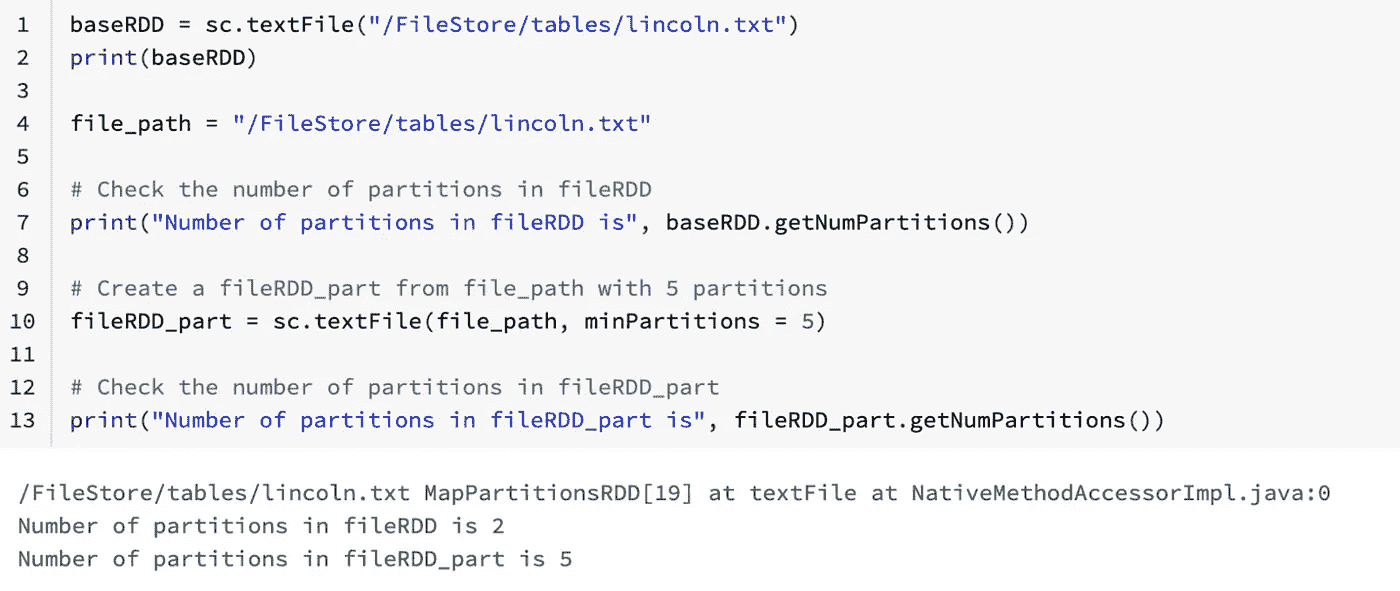 1 baseRDD = sc.textFile("/FileStore/tables/lincoln.txt")
2 print(baseRDD)
3
4 file_path = "/FileStore/tables/lincoln.txt"
5
6 # Check the number of partitions in fileRDD
7 print("Number of partitions in fileRDD is", baseRDD.getNumPartitions())
8
9 # Create a fileRDD_part from file_path with 5 partitions
10 fileRDD_part = sc.textFile(file_path, minPartitions = 5)
11
12 # Check the number of partitions in fileRDD_part
13 print("Number of partitions in fileRDD_part is", fileRDD_part.getNumPartitions())
/FileStore/tables/lincoln.txt MapPartitionsRDD[19] at textFile at NativeMethodAccessorImpl.java:0
Number of partitions in fileRDD is 2
Number of partitions in fileRDD_part is 5